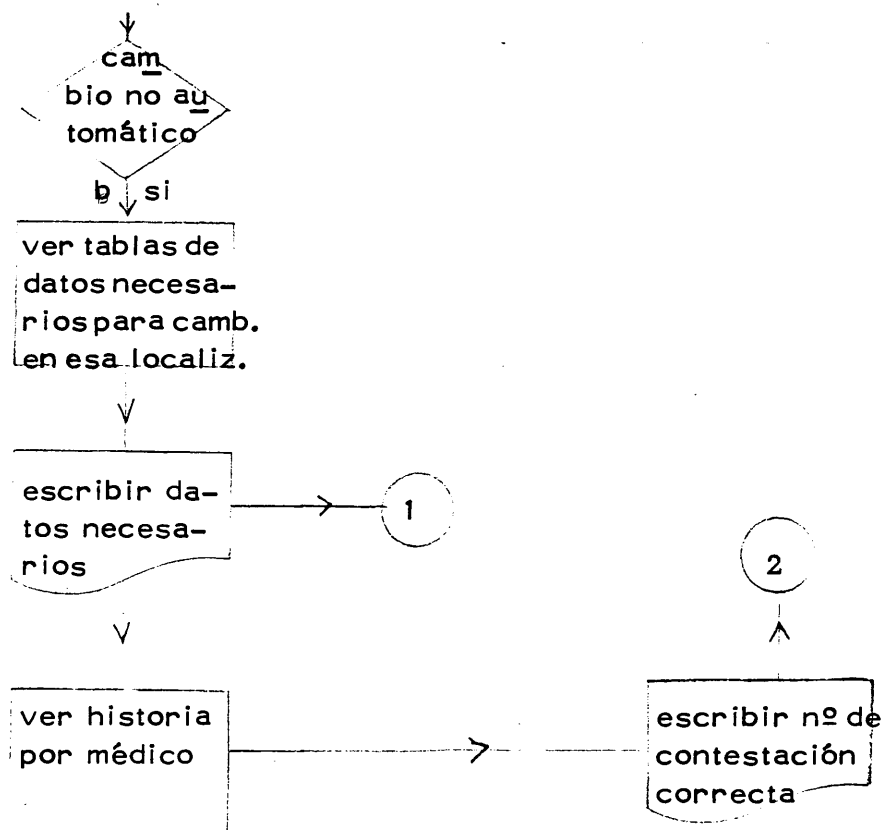 cam
bio no au
tomático
b si
ver tablas de
datos necesa-
rios para camb.
en esa localiz.
escribir da-
tos necesa-
rios
1
2
ver historia
por médico
escribir nº de
contestación
correcta